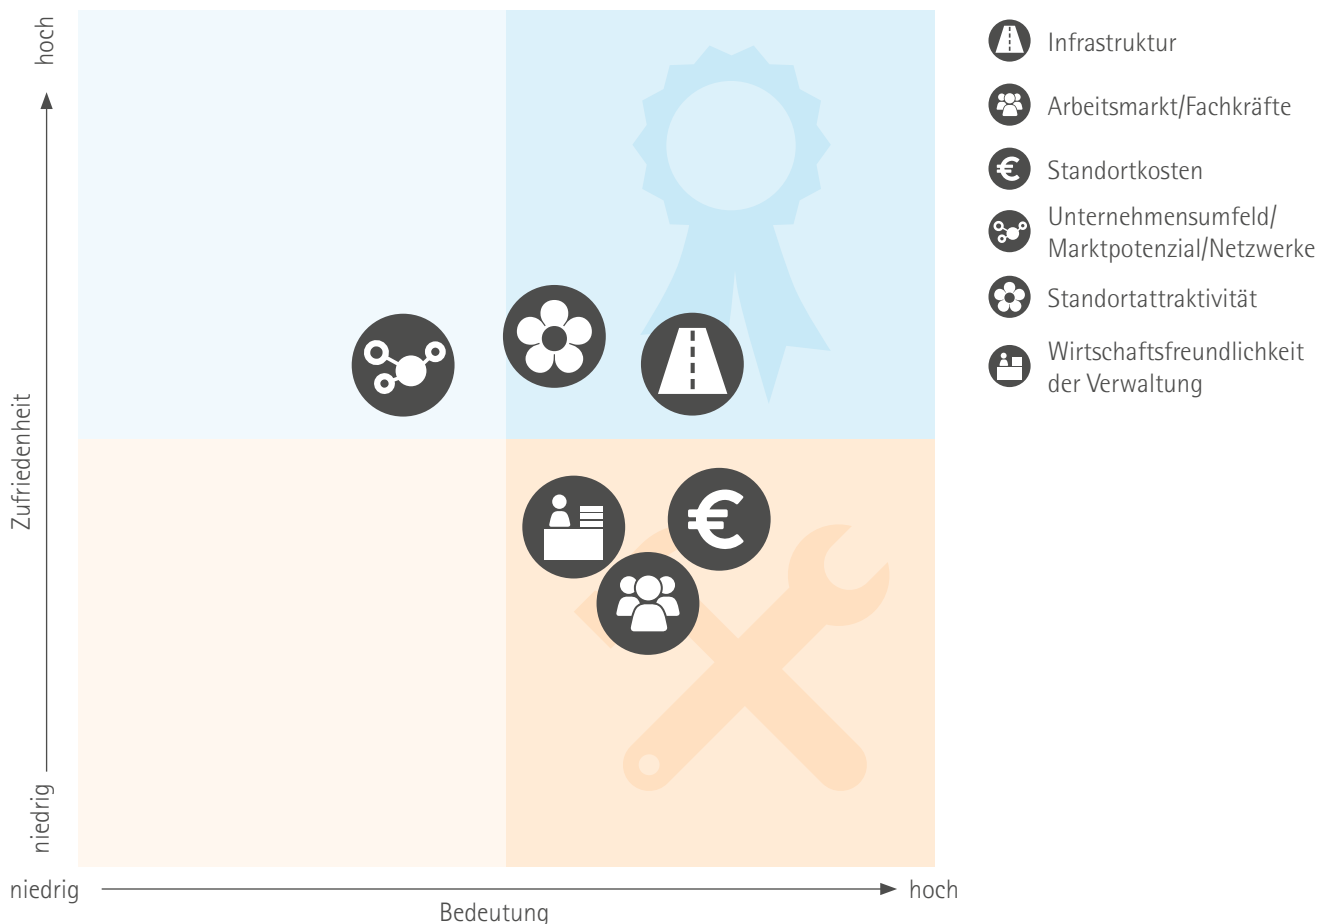 hoch
Zufriedenheit
niedrig
niedrig
hoch
Bedeutung
Infrastruktur
Arbeitsmarkt/Fachkräfte
Standortkosten
Unternehmensumfeld/
Marktpotenzial/Netzwerke
Standortattraktivität
Wirtschaftsfreundlichkeit
der Verwaltung